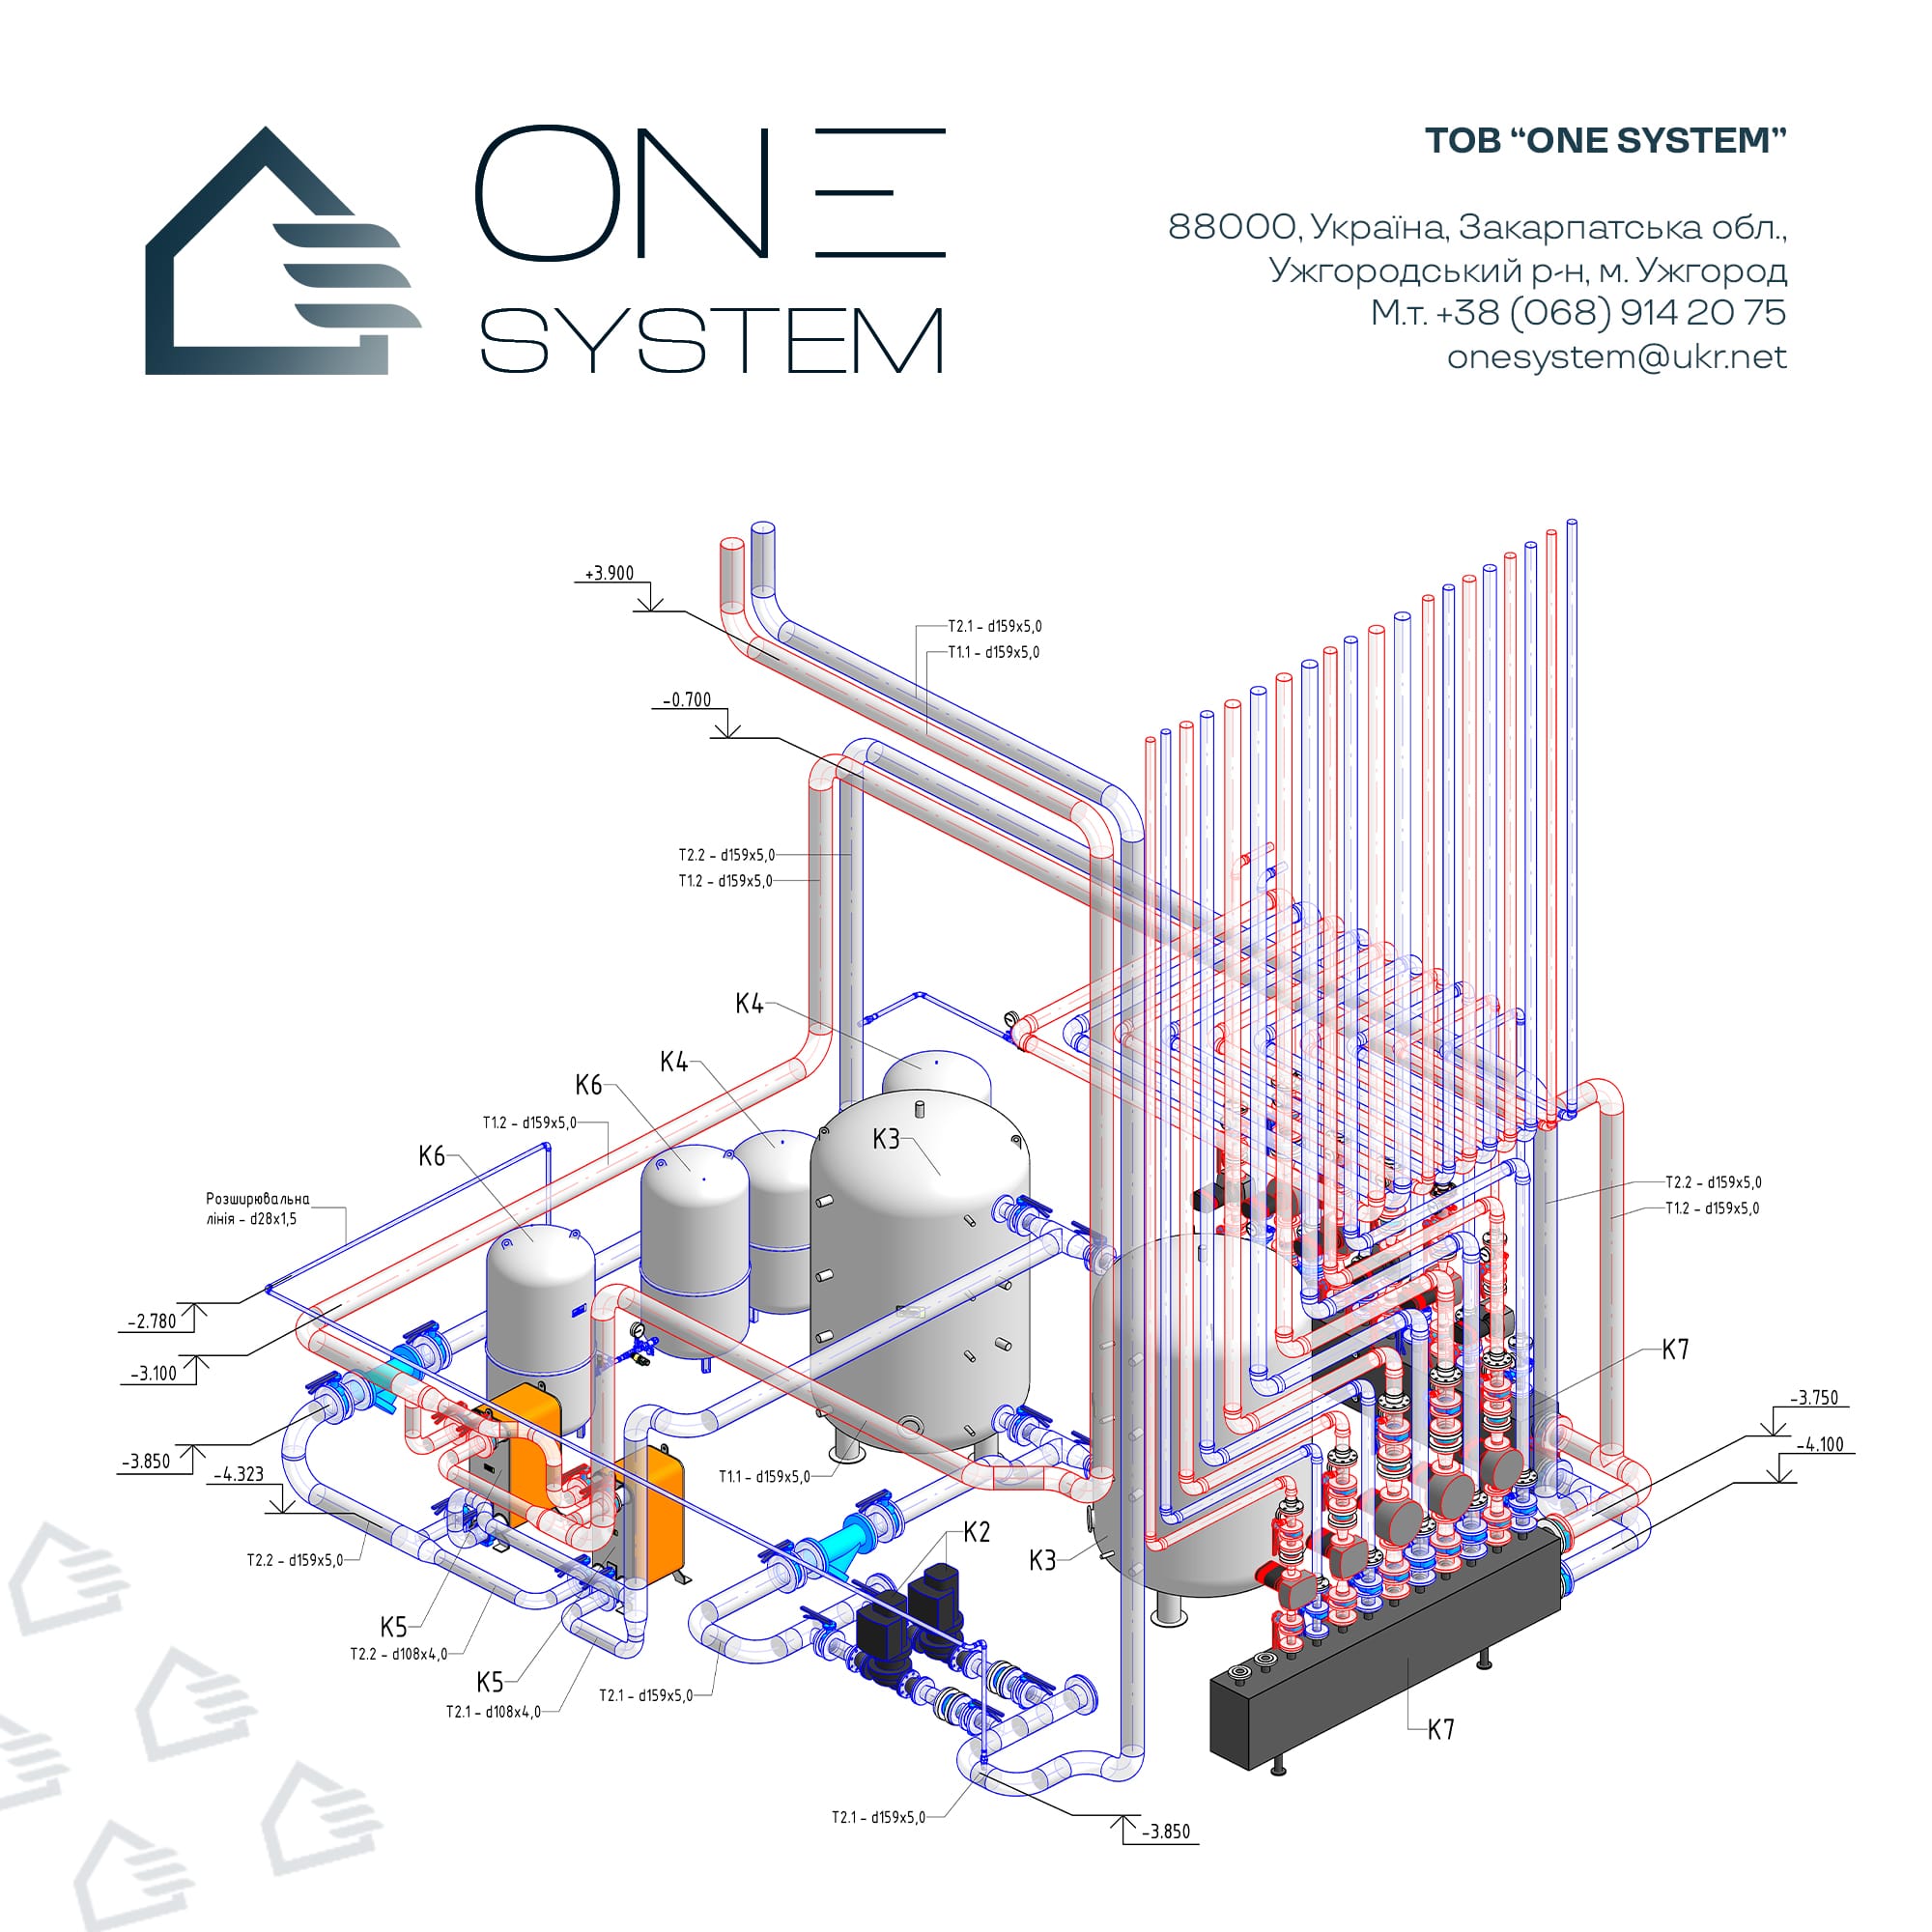 ONE
SYSTEM
ТОВ “ONE SYSTEM”
88000, Україна, Закарпатська обл.,
Ужгородський р-н, м. Ужгород
М.т. +38 (068) 914 20 75
onesystem@ukr.net
+3.900
T2.1 – d159x5,0
T1.1 – d159x5,0
-0.700
T2.2 – d159x5,0
T1.2 – d159x5,0
K4
K4
K6
T1.2 – d159x5,0
K3
K6
T2.2 – d159x5,0
T1.2 – d159x5,0
Розширювальна
лінія – d28x1,5
-2.780
-3.100
K7
-3.750
-4.100
-3.850
-4.323
T1.1 – d159x5,0
K2
T2.2 – d159x5,0
K3
K5
T2.2 – d108x4,0
K5
T2.1 – d108x4,0
T2.1 – d159x5,0
K7
T2.1 – d159x5,0
-3.850